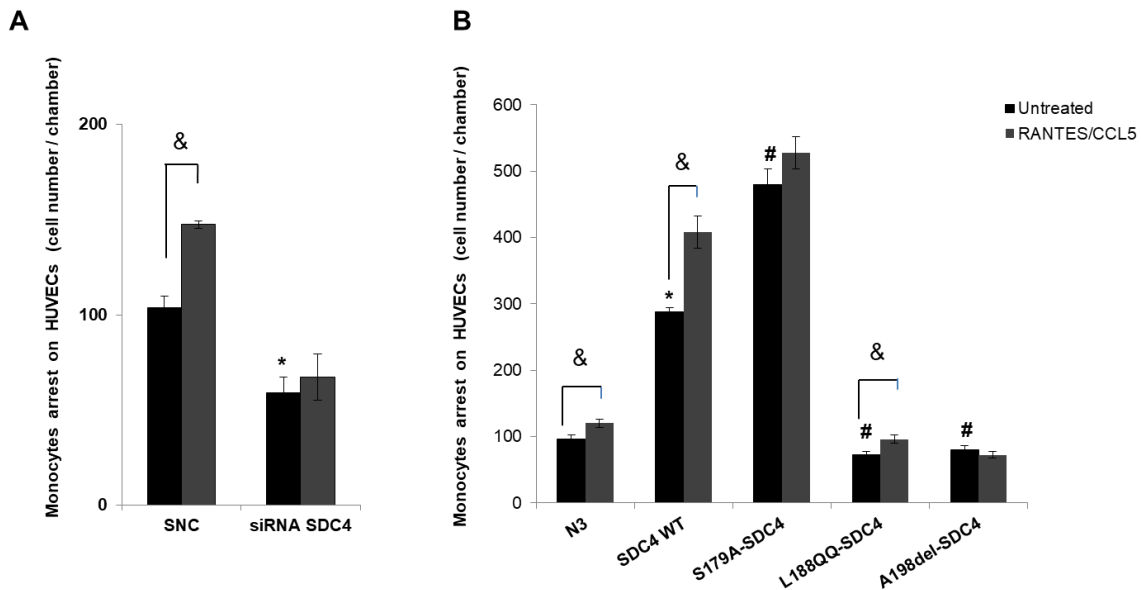 A
Monocytes arrest on HUVECs (cell number / chamber)
200
100
0
&
*
SNC
siRNA SDC4
B
Monocytes arrest on HUVECs (cell number / chamber)
600
500
400
300
200
100
0
&
*
&
#
#
&
#
N3
SDC4 WT
S179A-SDC4
L188QQ-SDC4
A198del-SDC4
Untreated
RANTES/CCL5